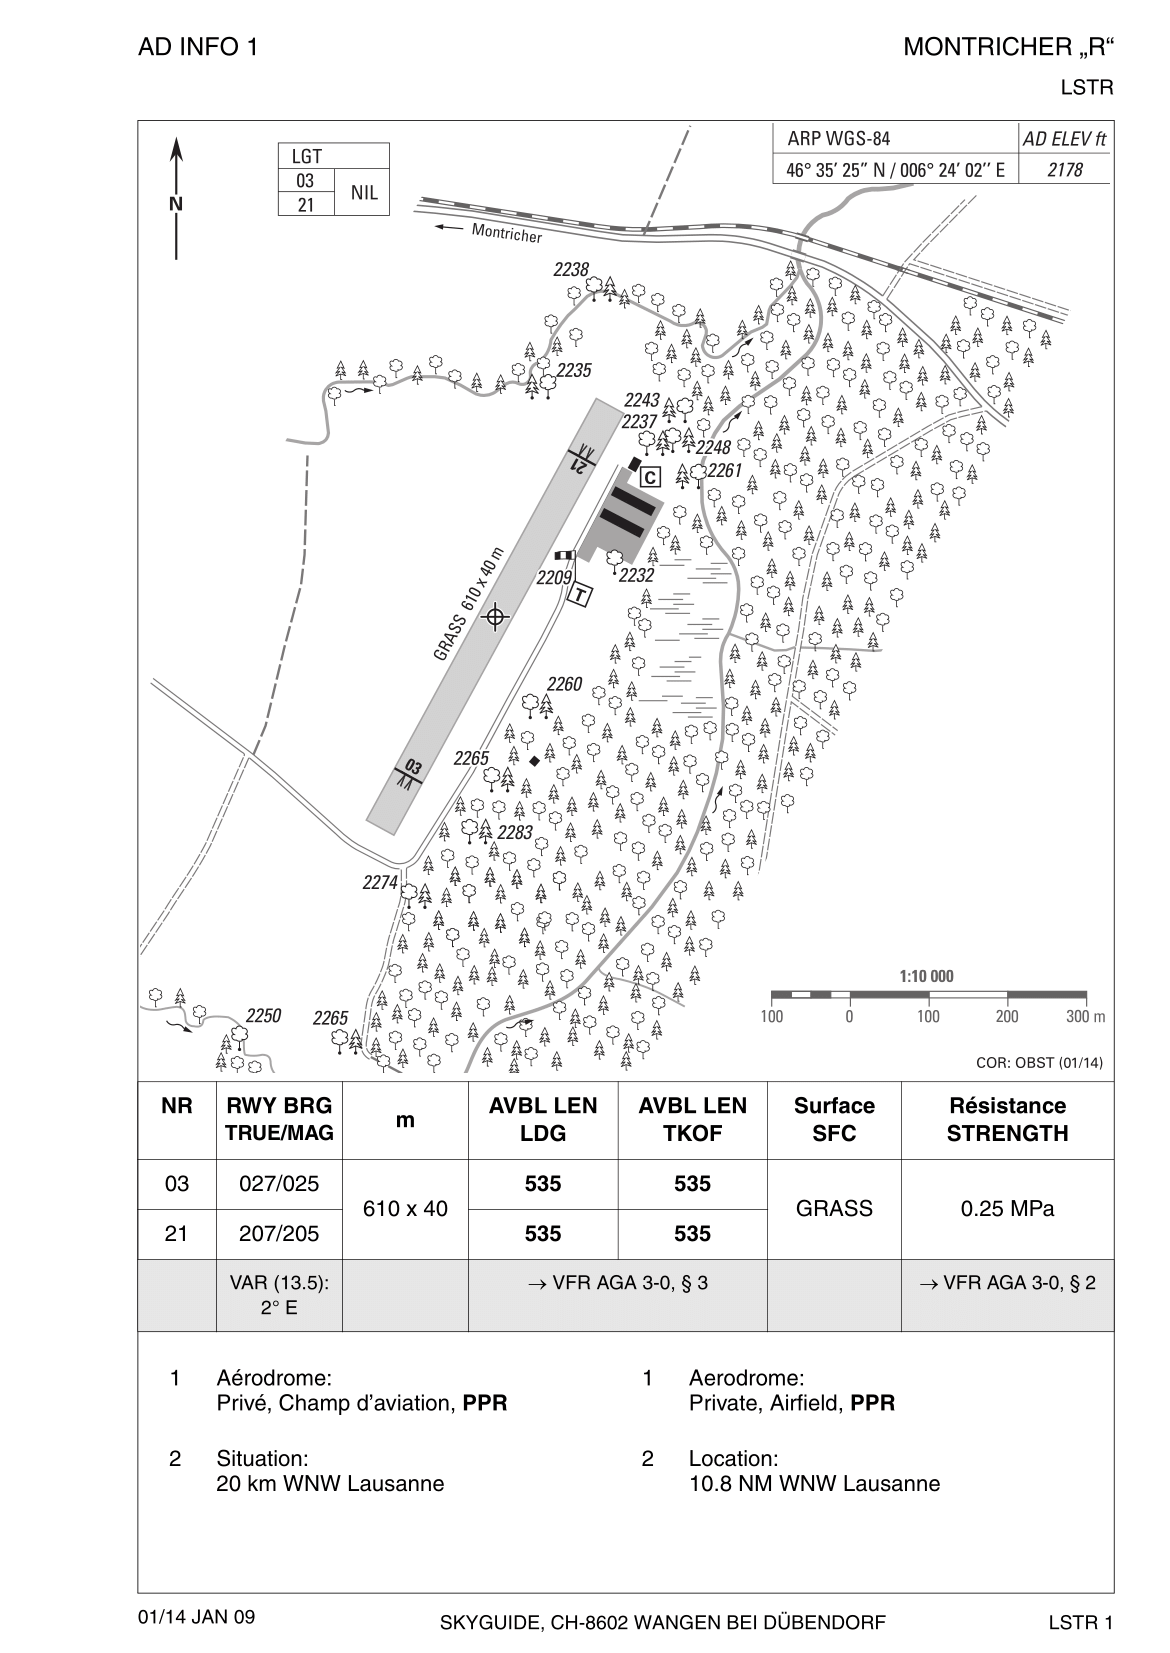 AD INFO 1
MONTRICHER „R“
LSTR
ARP WGS-84
AD ELEV ft
46° 35’ 25’’ N / 006° 24’ 02’’ E
2178
LGT
03
21
NIL
N
Montricher
2238
2235
2243
2237
2248
2261
C
21
GRASS 610 x 40 m
2209
2232
T
2260
2265
03
2283
2274
2250
2265
1:10 000
100 0 100 200 300 m
COR: OBST (01/14)
NR
RWY BRG
TRUE/MAG
m
AVBL LEN
LDG
AVBL LEN
TKOF
Surface
SFC
Résistance
STRENGTH
03
027/025
610 x 40
535
535
GRASS
0.25 MPa
21
207/205
535
535
VAR (13.5):
2° E
→ VFR AGA 3-0, § 3
→ VFR AGA 3-0, § 2
1 Aérodrome:
Privé, Champ d’aviation, PPR
2 Situation:
20 km WNW Lausanne
1 Aerodrome:
Private, Airfield, PPR
2 Location:
10.8 NM WNW Lausanne
01/14 JAN 09
SKYGUIDE, CH-8602 WANGEN BEI DÜBENDORF
LSTR 1